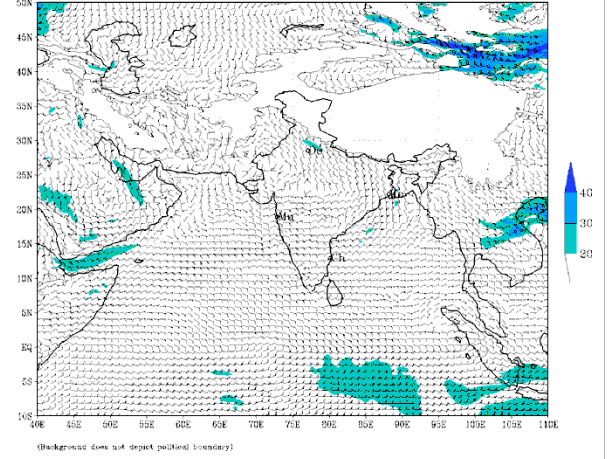 50N
45N
40N
35N
30N
25N
20N
15N
10N
5N
EQ
5S
10S
40E 45E 50E 55E 60E 65E 70E 75E 80E 85E 90E 95E 100E 105E 110E
40
30
20
(Background does not depict political boundary)